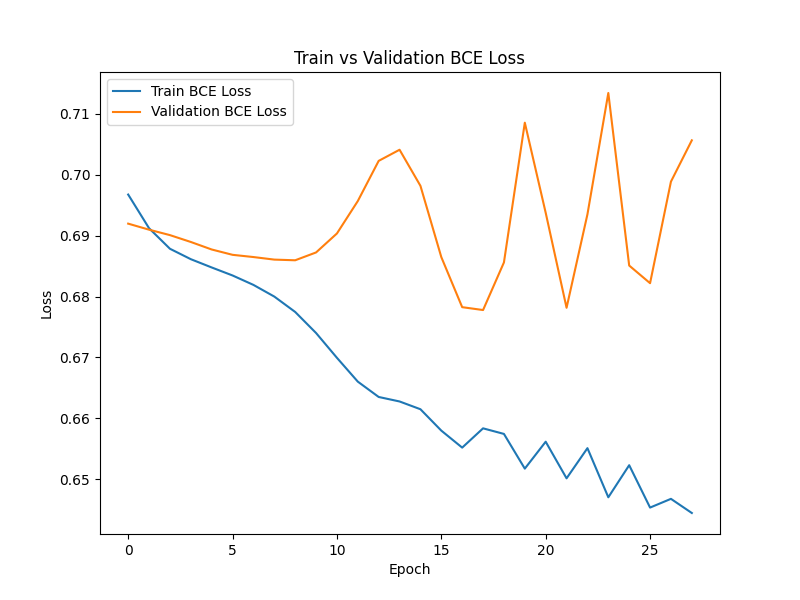 Train vs Validation BCE Loss
Train BCE Loss
Validation BCE Loss
0.71
0.70
0.69
0.68
0.67
0.66
0.65
Loss
0 5 10 15 20 25
Epoch